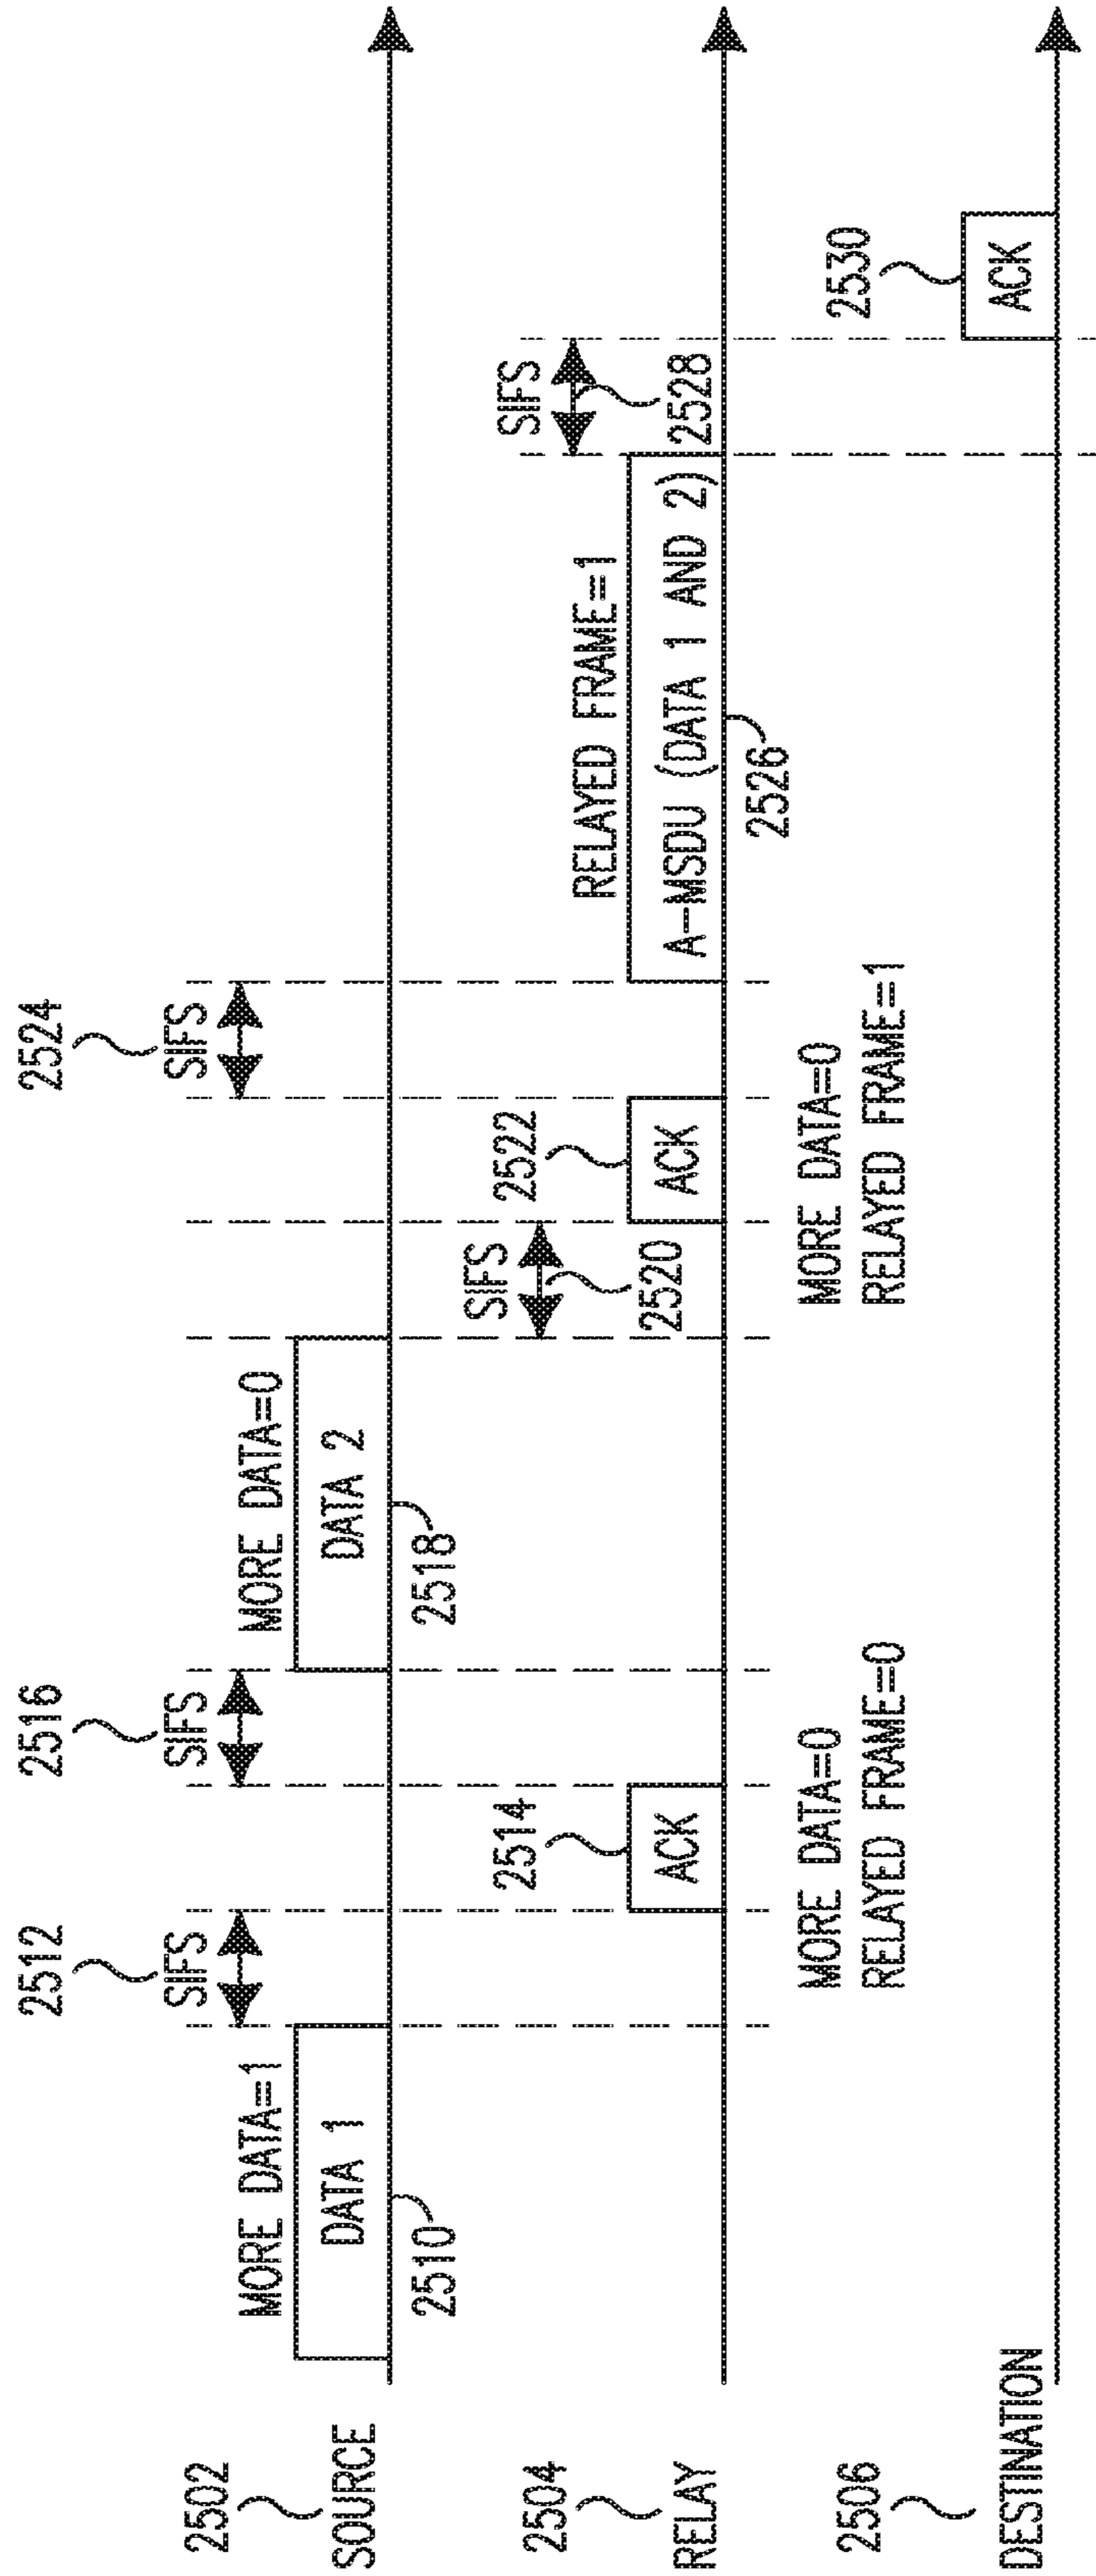 2512
2516
2524
SIFS
SIFS
SIFS
MORE DATA=1
MORE DATA=0
2502
SOURCE
DATA 1
DATA 2
2510
2518
SIFS
SIFS
2514
2522
2520
2528
RELAYED FRAME=1
2504
RELAY
ACK
ACK
A-MSDU (DATA 1 AND 2)
2526
MORE DATA=0
RELAYED FRAME=0
MORE DATA=0
RELAYED FRAME=1
2530
2506
DESTINATION
ACK